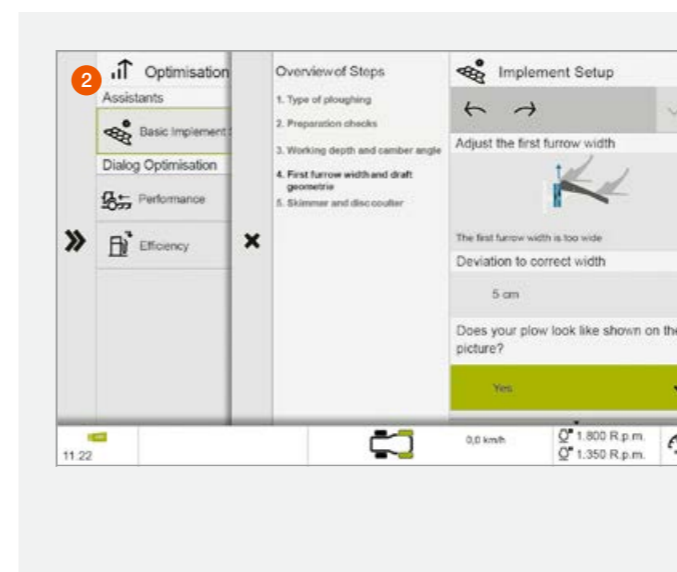 2
Optimisation
Assistants
Basic Implement
Dialog Optimisation
Performance
Efficiency
Overview of Steps
1. Type of ploughing
2. Preparation checks
3. Working depth and camber angle
4. First furrow width and draft
geometrie
5. Skimmer and disc coulter
Implement Setup
Adjust the first furrow width
The first furrow width is too wide
Deviation to correct width
5 cm
Does your plow look like shown on the
picture?
Yes
11.22
0,0 km/h
1.800 R.p.m.
1.350 R.p.m.